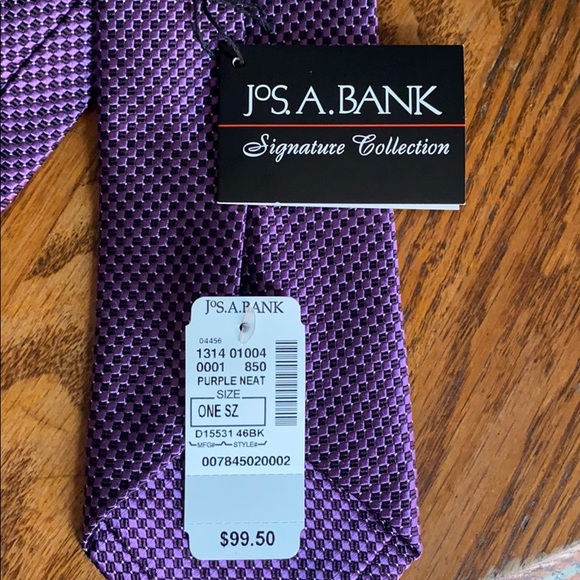 JoS. A. BANK
Signature Collection
JoS.A.BANK
04456
1314 01004
0001 850
PURPLE NEAT
SIZE
ONE SZ
D15531 46BK
MFG# STYLE#
007845020002
$99.50